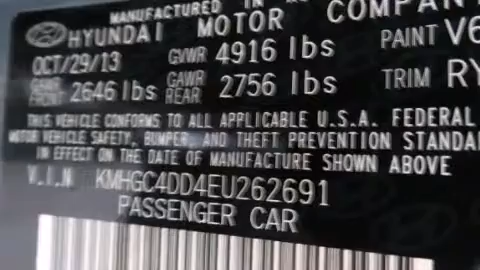 MANUFACTURED IN
HYUNDAI MOTOR COMPAN
OCT/29/13 GVWR 4916 lbs PAINT V6
GAWR FRONT 2646 lbs GAWR REAR 2756 lbs TRIM RY
THIS VEHICLE CONFORMS TO ALL APPLICABLE U.S.A. FEDERAL
MOTOR VEHICLE SAFETY, BUMPER, AND THEFT PREVENTION STANDA
IN EFFECT ON THE DATE OF MANUFACTURE SHOWN ABOVE
V.I.N KMHGC4DD4EU262691
PASSENGER CAR